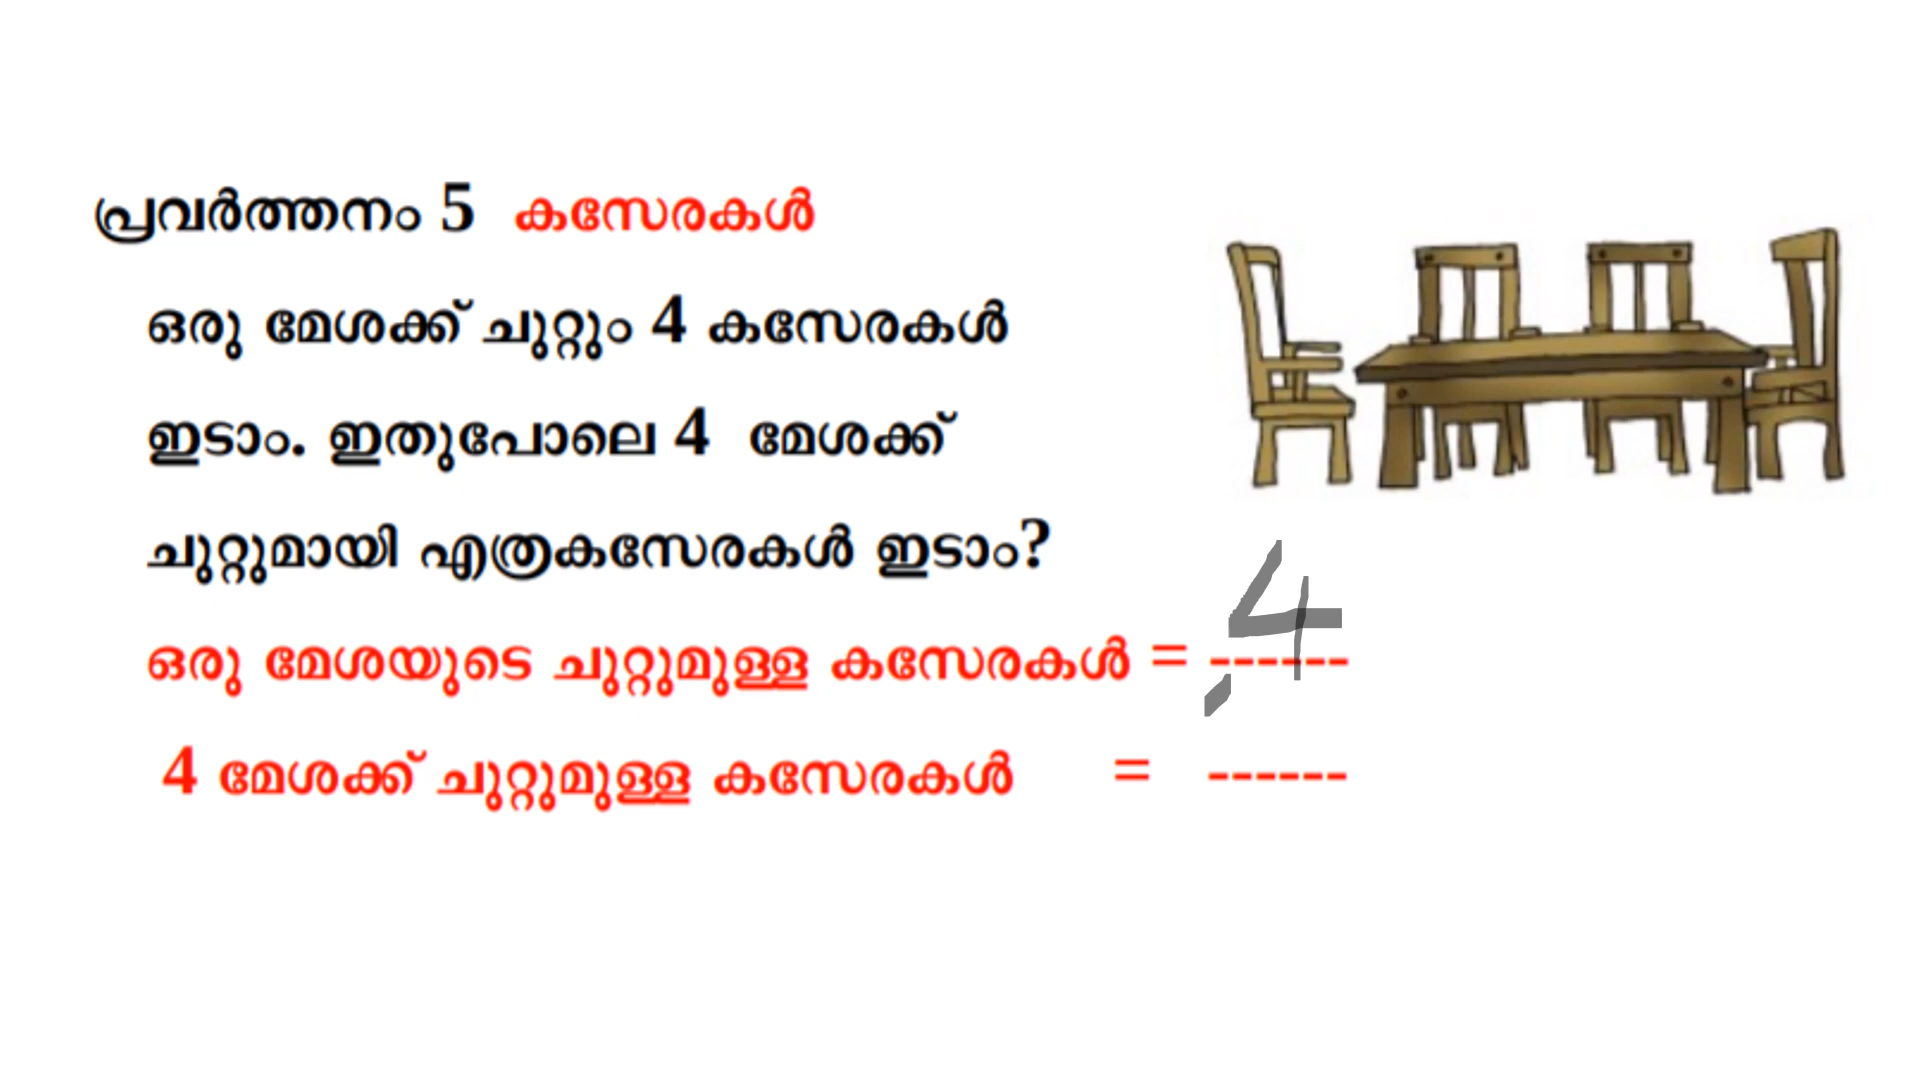 പ്രവർത്തനം 5 കസേരകൾ
ഒരു മേശക്ക് ചുറ്റും 4 കസേരകൾ
ഇടാം. ഇതുപോലെ 4 മേശക്ക്
ചുറ്റുമായി എത്രകസേരകൾ ഇടാം?
ഒരു മേശയുടെ ചുറ്റുമുള്ള കസേരകൾ = ------ 4
4 മേശക്ക് ചുറ്റുമുള്ള കസേരകൾ = ------